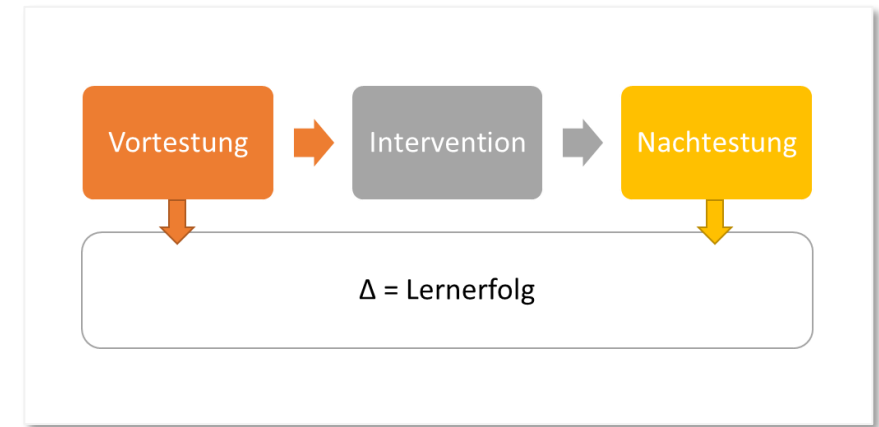 Vortestung
Intervention
Nachtestung
Δ = Lernerfolg